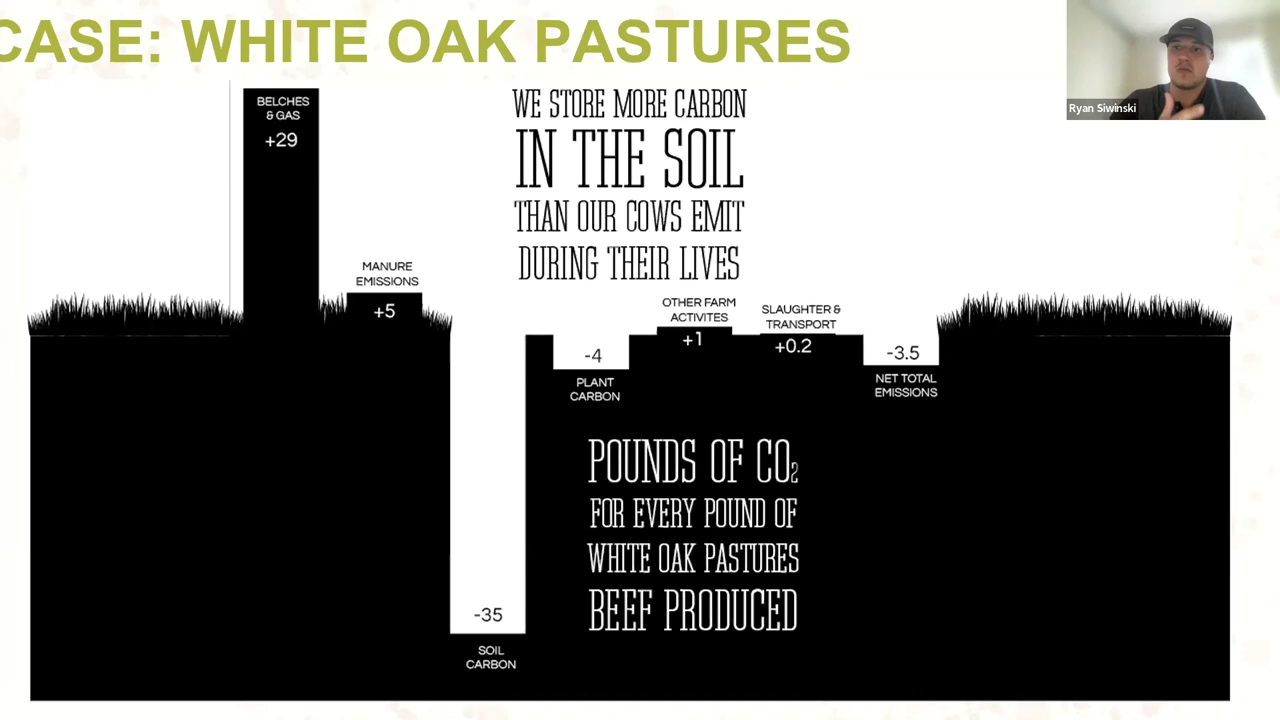 CASE: WHITE OAK PASTURES
Ryan Siwinski
BELCHES
& GAS
+29
WE STORE MORE CARBON
IN THE SOIL
THAN OUR COWS EMIT
DURING THEIR LIVES
MANURE
EMISSIONS
+5
OTHER FARM
ACTIVITES
+1
SLAUGHTER &
TRANSPORT
+0.2
-4
PLANT
CARBON
-3.5
NET TOTAL
EMISSIONS
POUNDS OF CO₂
FOR EVERY POUND OF
WHITE OAK PASTURES
BEEF PRODUCED
-35
SOIL
CARBON